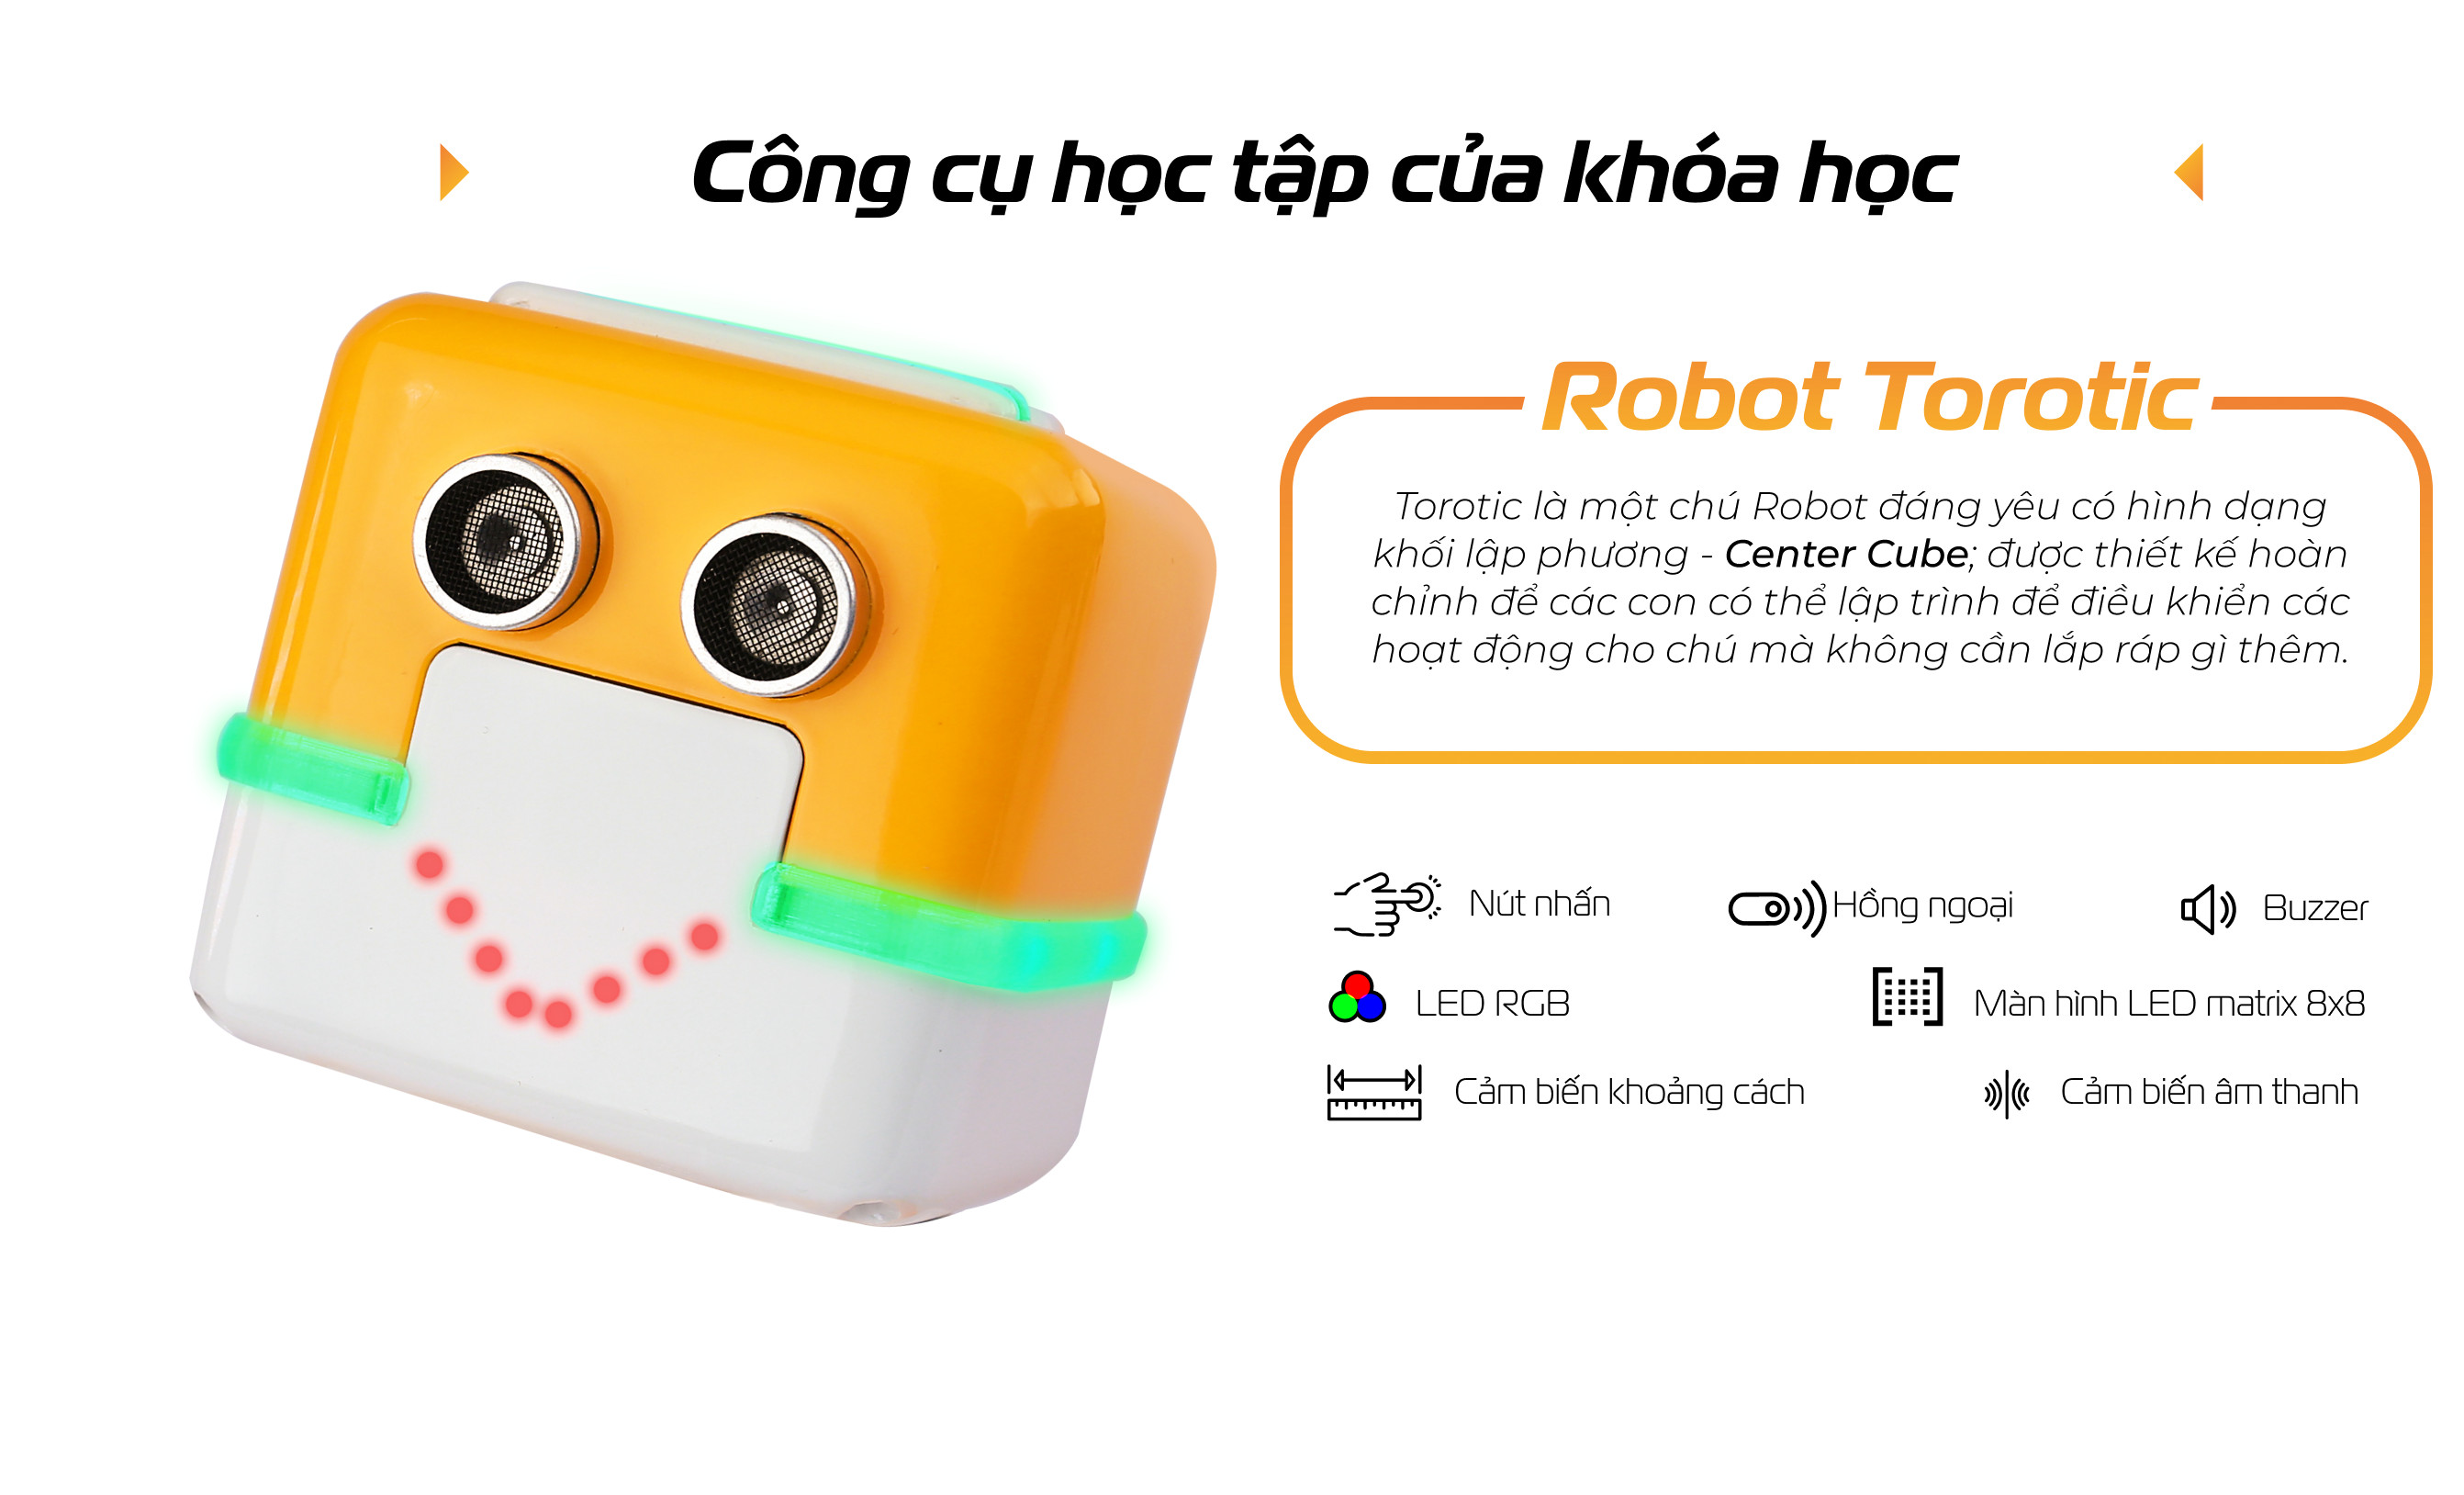 Công cụ học tập của khóa học
Robot Torotic
Torotic là một chú Robot đáng yêu có hình dạng
khối lập phương - Center Cube; được thiết kế hoàn
chỉnh để các con có thể lập trình để điều khiển các
hoạt động cho chú mà không cần lắp ráp gì thêm.
Nút nhấn
Hồng ngoại
Buzzer
LED RGB
Màn hình LED matrix 8x8
Cảm biến khoảng cách
Cảm biến âm thanh